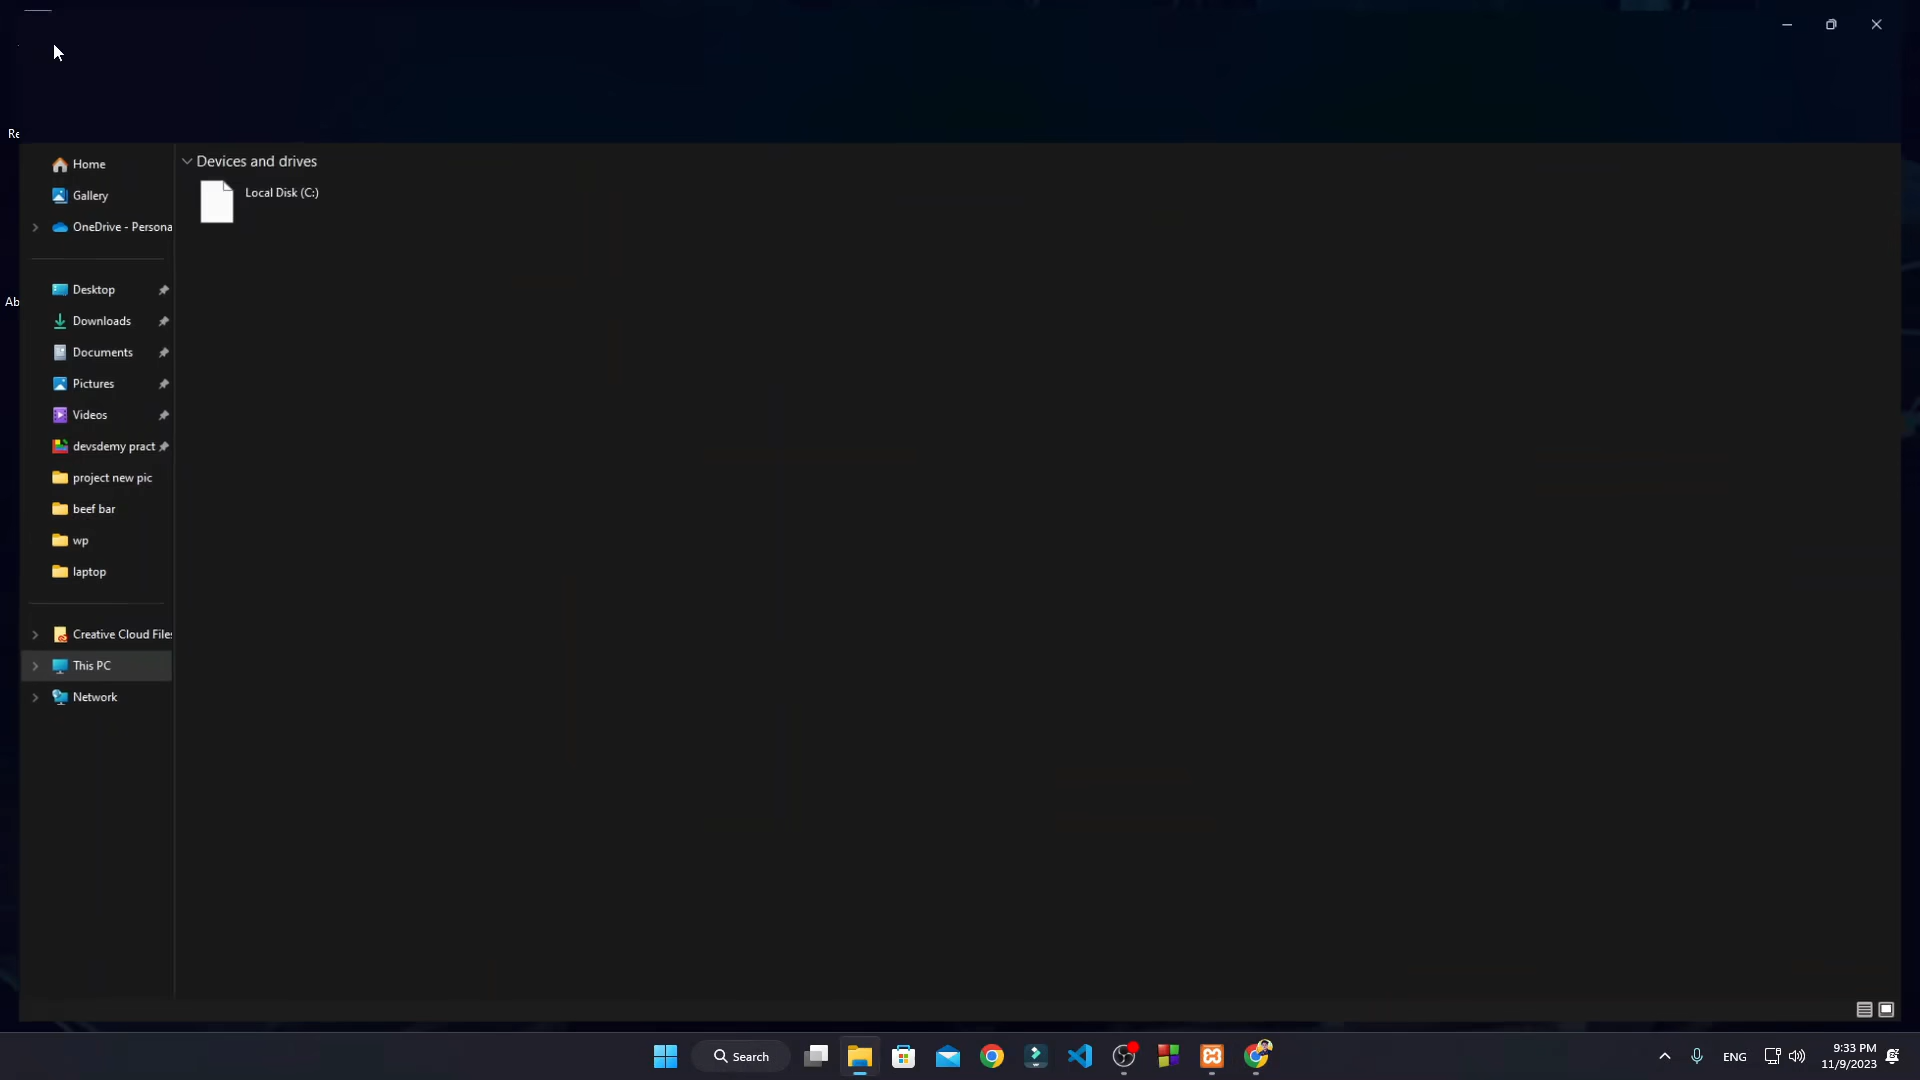 Re
Ab
Home
Gallery
OneDrive - Persona
Desktop
Downloads
Documents
Pictures
Videos
devsdemy pract
project new pic
beef bar
wp
laptop
Creative Cloud Files
This PC
Network
Devices and drives
Local Disk (C:)
Search
ENG
9:33 PM
11/9/2023